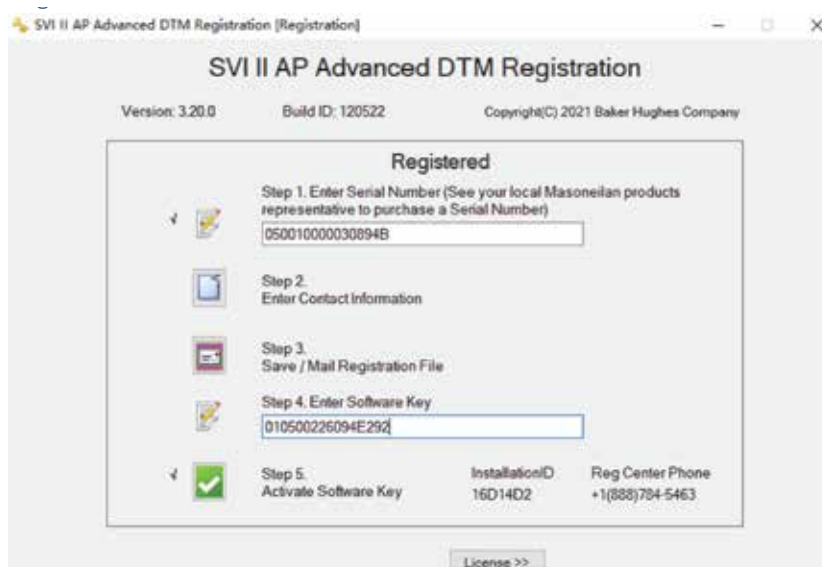 SVI II AP Advanced DTM Registration [Registration]
SVI II AP Advanced DTM Registration
Version: 3.20.0 Build ID: 120522 Copyright(C) 2021 Baker Hughes Company
Registered
Step 1. Enter Serial Number (See your local Masoneilan products
representative to purchase a Serial Number)
050010000030894B
Step 2.
Enter Contact Information
Step 3.
Save / Mail Registration File
Step 4. Enter Software Key
010500226094E292
Step 5. InstallationID Reg Center Phone
Activate Software Key 16D14D2 +1(888)784-5463
License >>